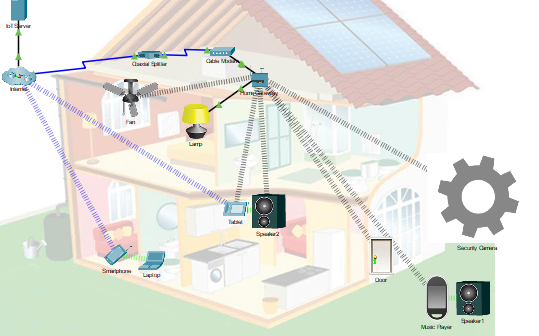 IoT Server
Coaxial Splitter
Cable Modem
Internet
Home Gateway
Fan
Lamp
Tablet
Speaker2
Security Camera
Smartphone
Laptop
Door
Music Player
Speaker1